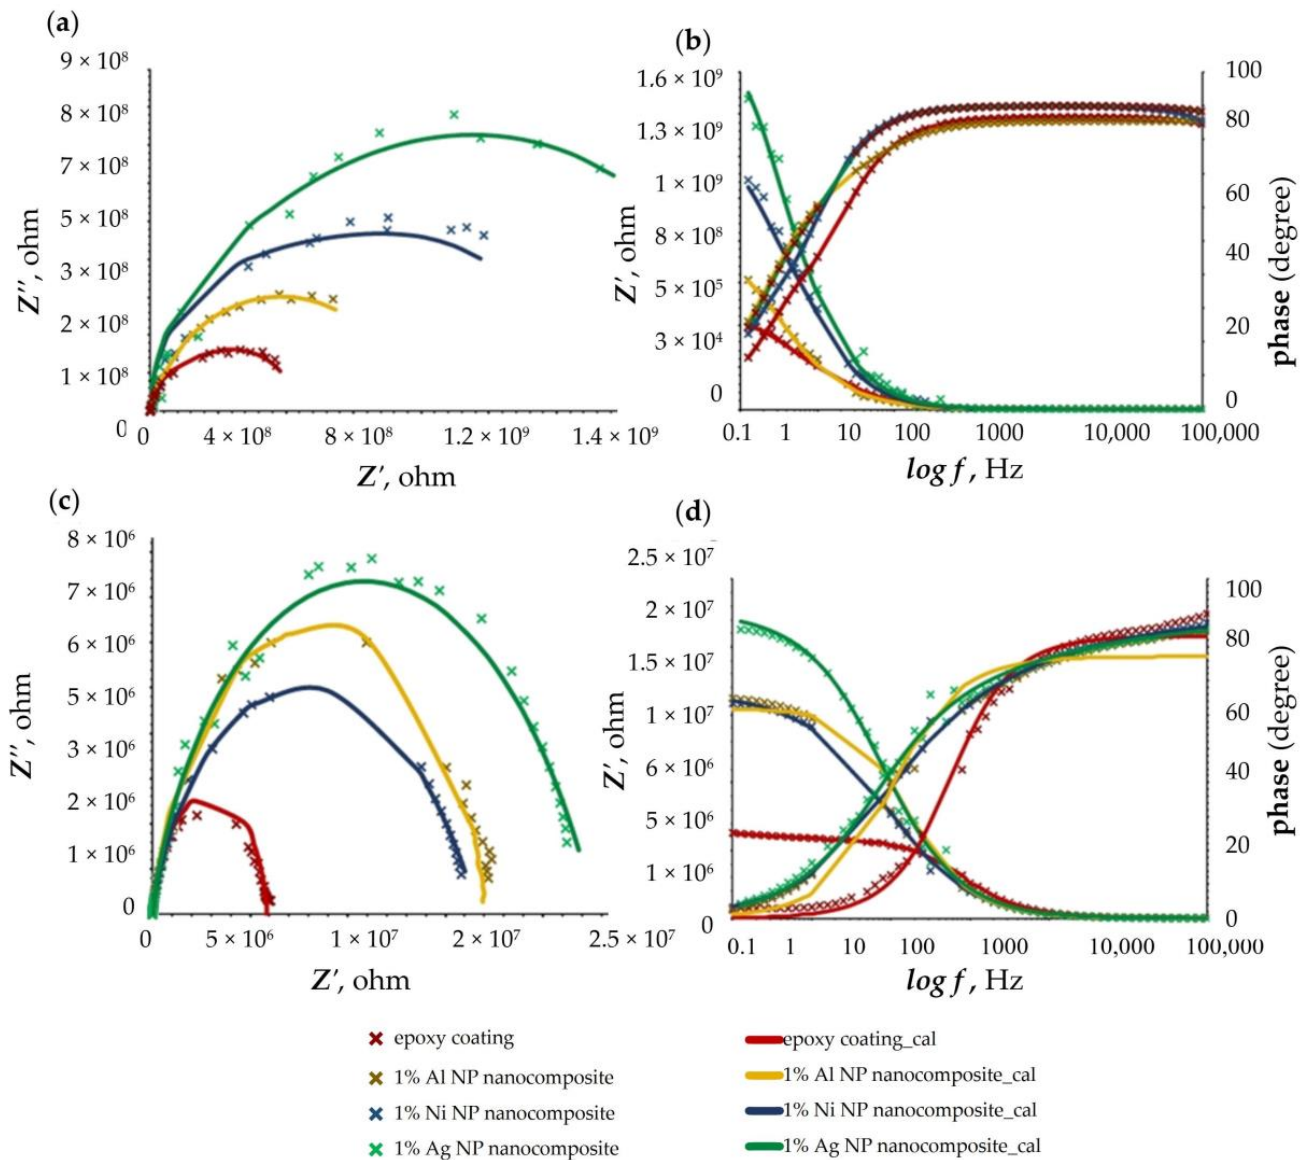 (a)
9 × 10⁸
8 × 10⁸
7 × 10⁸
5 × 10⁸
3 × 10⁸
2 × 10⁸
1 × 10⁸
0
Z″, ohm
0 4 × 10⁸ 8 × 10⁸ 1.2 × 10⁹ 1.4 × 10⁹
Z′, ohm
(b)
1.6 × 10⁹
1.3 × 10⁹
1 × 10⁹
8 × 10⁸
5 × 10⁵
3 × 10⁴
0
Z′, ohm
100
80
60
40
20
0
phase (degree)
0.1 1 10 100 1000 10,000 100,000
log f, Hz
(c)
8 × 10⁶
7 × 10⁶
6 × 10⁶
5 × 10⁶
3 × 10⁶
2 × 10⁶
1 × 10⁶
0
Z″, ohm
0 5 × 10⁶ 1 × 10⁷ 2 × 10⁷ 2.5 × 10⁷
Z′, ohm
(d)
2.5 × 10⁷
2 × 10⁷
1.5 × 10⁷
1 × 10⁷
6 × 10⁶
5 × 10⁶
1 × 10⁶
0
Z′, ohm
100
80
60
40
20
0
phase (degree)
0.1 1 10 100 1000 10,000 100,000
log f, Hz
epoxy coating
1% Al NP nanocomposite
1% Ni NP nanocomposite
1% Ag NP nanocomposite
epoxy coating_cal
1% Al NP nanocomposite_cal
1% Ni NP nanocomposite_cal
1% Ag NP nanocomposite_cal